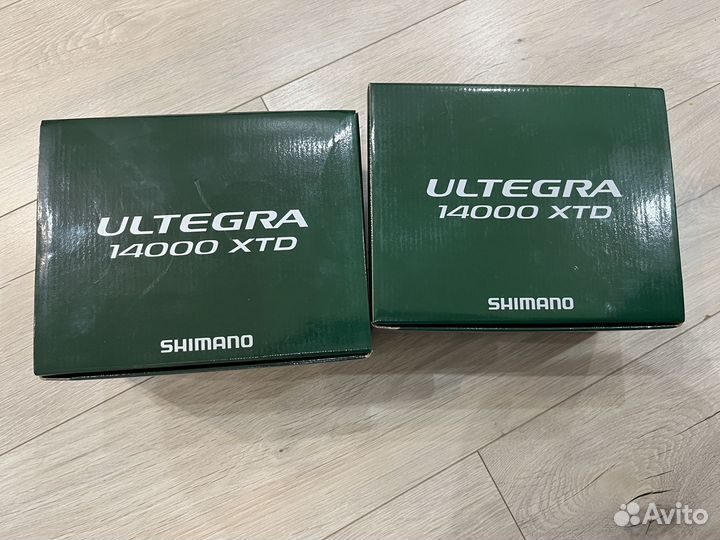 ULTEGRA
14000 XTD
SHIMANO
ULTEGRA
14000 XTD
SHIMANO
Avito